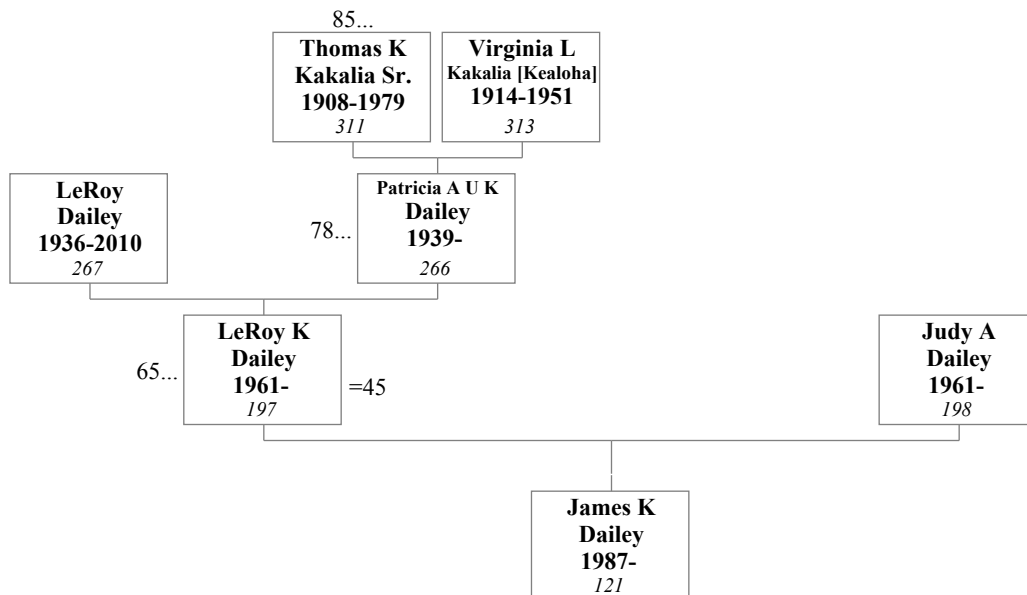 85...
Thomas K
Kakalia Sr.
1908-1979
311
Virginia L
Kakalia [Kealoha]
1914-1951
313
LeRoy
Dailey
1936-2010
267
78...
Patricia A U K
Dailey
1939-
266
65...
LeRoy K
Dailey
1961-
197
=45
Judy A
Dailey
1961-
198
James K
Dailey
1987-
121